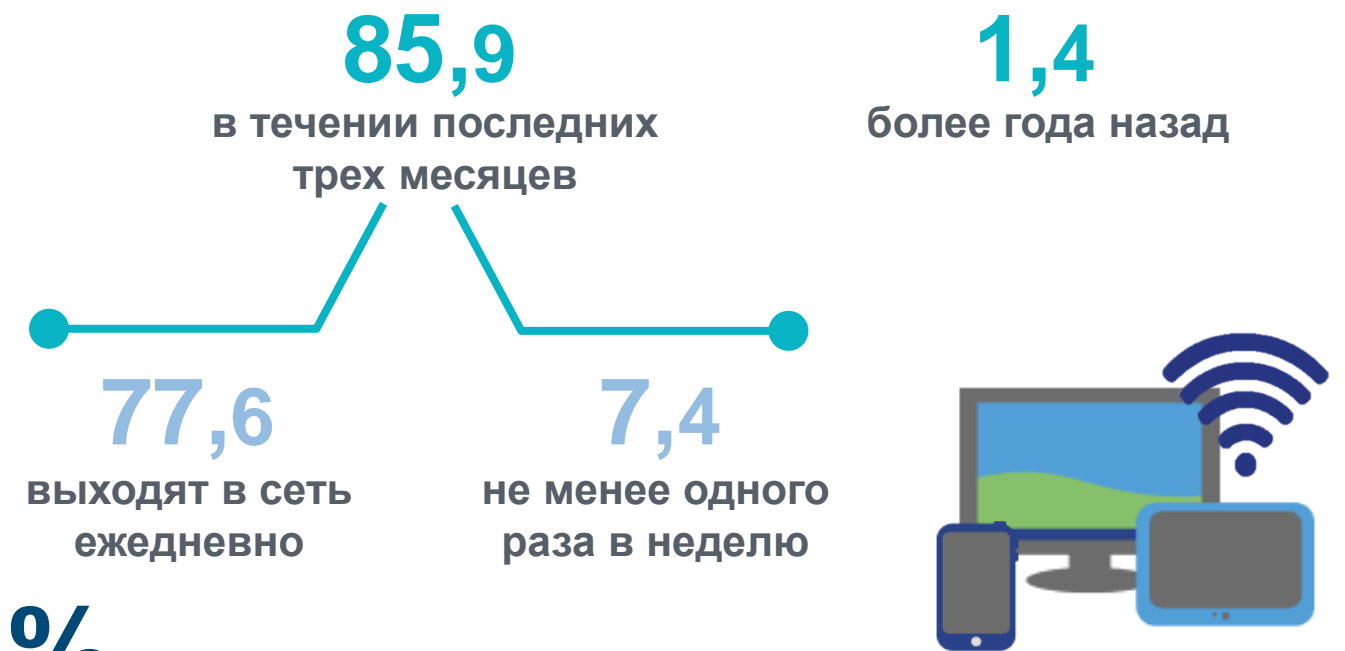 85,9
в течении последних
трех месяцев
1,4
более года назад
77,6
выходят в сеть
ежедневно
7,4
не менее одного
раза в неделю
%